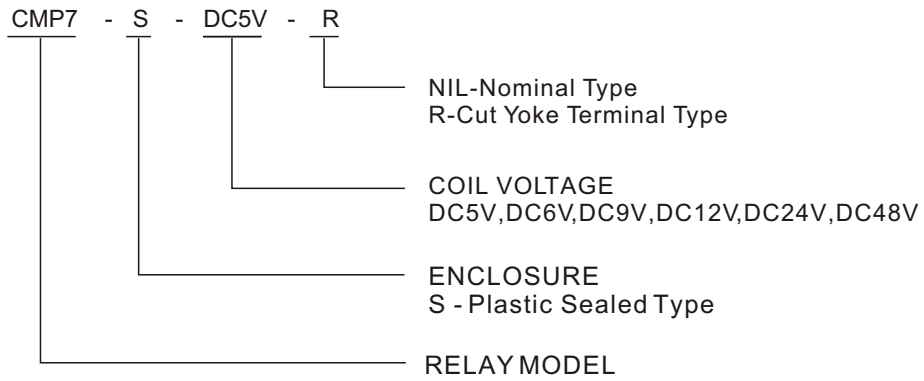 CMP7 - S - DC5V - R
NIL-Nominal Type
R-Cut Yoke Terminal Type
COIL VOLTAGE
DC5V,DC6V,DC9V,DC12V,DC24V,DC48V
ENCLOSURE
S - Plastic Sealed Type
RELAY MODEL